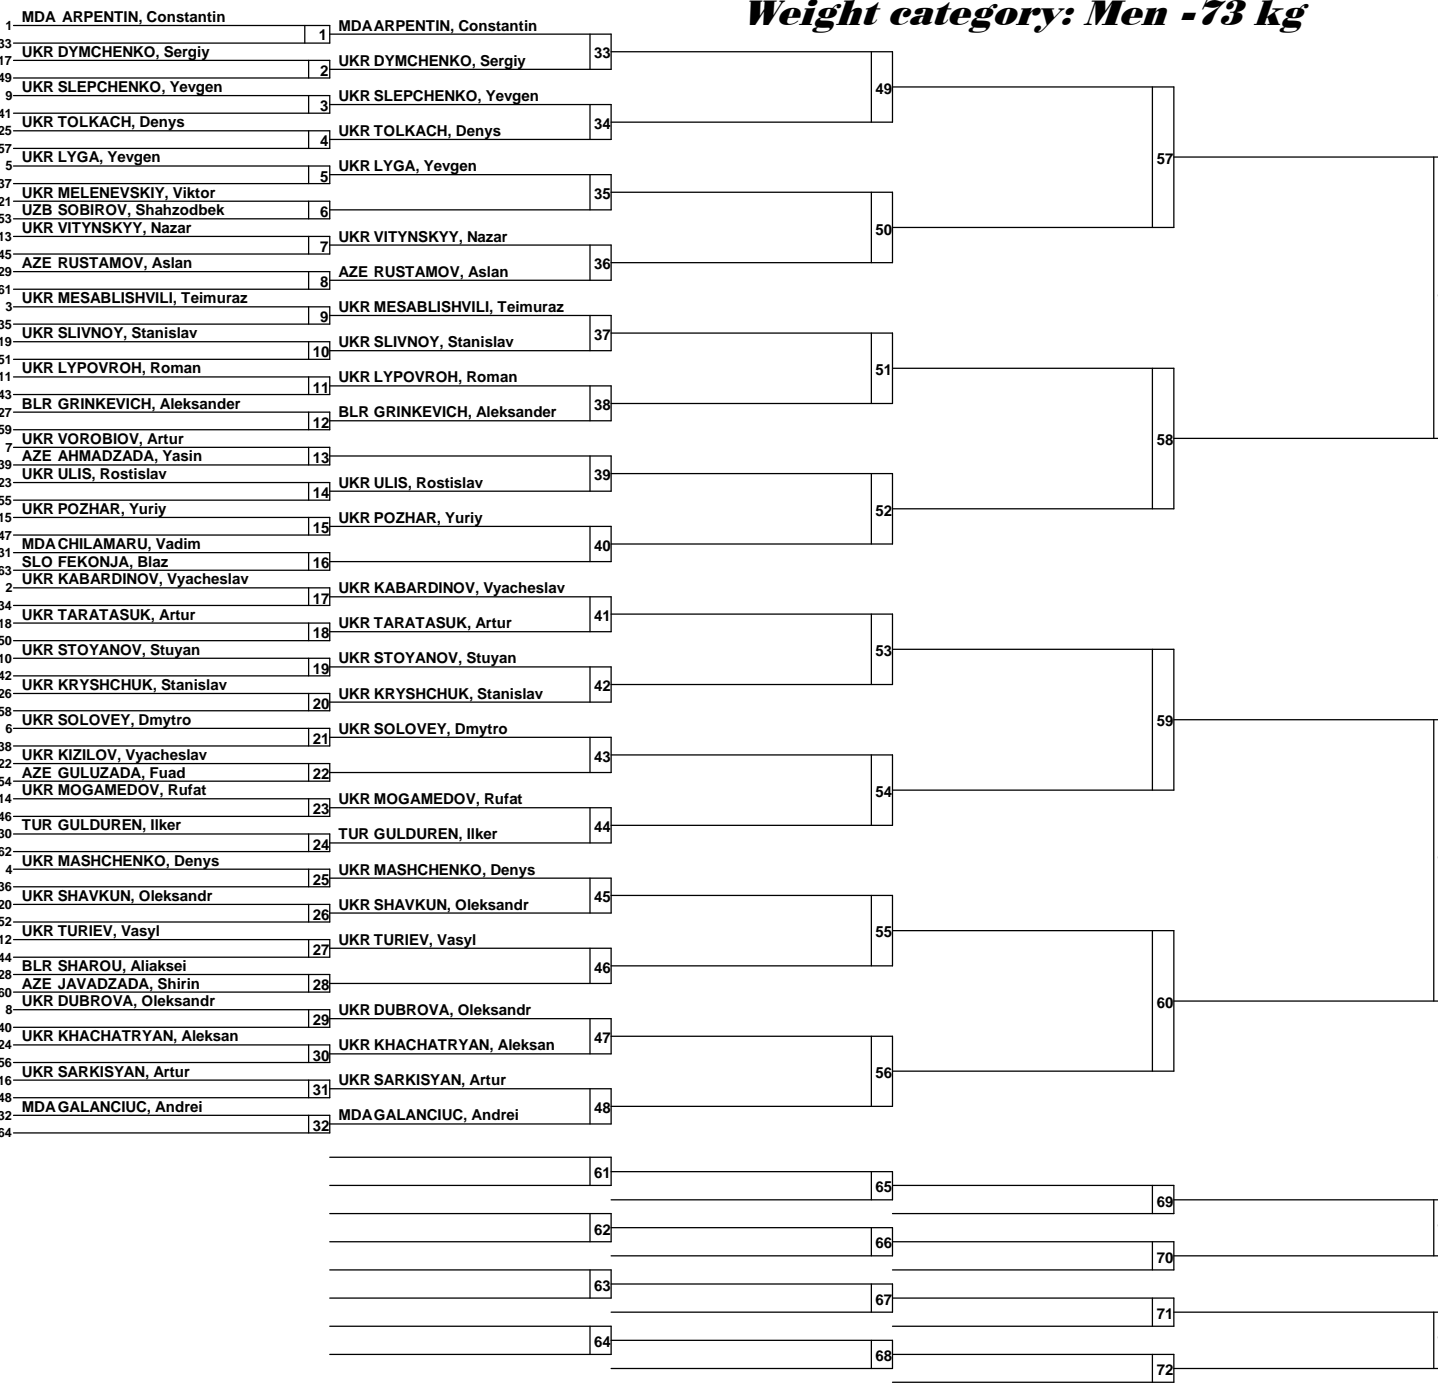 Weight category: Men -73 kg
1 MDA ARPENTIN, Constantin
33
1 MDA ARPENTIN, Constantin
17 UKR DYMCHENKO, Sergiy
49
2 UKR DYMCHENKO, Sergiy
33
9 UKR SLEPCHENKO, Yevgen
41
3 UKR SLEPCHENKO, Yevgen
49
25 UKR TOLKACH, Denys
57
4 UKR TOLKACH, Denys
34
5 UKR LYGA, Yevgen
37
5 UKR LYGA, Yevgen
57
21 UKR MELENEVSKIY, Viktor
53 UZB SOBIROV, Shahzodbek
6
35
13 UKR VITYNSKYY, Nazar
45
7 UKR VITYNSKYY, Nazar
50
29 AZE RUSTAMOV, Aslan
61
8 AZE RUSTAMOV, Aslan
36
3 UKR MESABLISHVILI, Teimuraz
35
9 UKR MESABLISHVILI, Teimuraz
19 UKR SLIVNOY, Stanislav
51
10 UKR SLIVNOY, Stanislav
37
11 UKR LYPOVROH, Roman
43
11 UKR LYPOVROH, Roman
51
27 BLR GRINKEVICH, Aleksander
59
12 BLR GRINKEVICH, Aleksander
38
7 UKR VOROBIOV, Artur
39 AZE AHMADZADA, Yasin
13
58
23 UKR ULIS, Rostislav
55
14 UKR ULIS, Rostislav
39
15 UKR POZHAR, Yuriy
47
15 UKR POZHAR, Yuriy
52
31 MDA CHILAMARU, Vadim
63 SLO FEKONJA, Blaz
16
40
2 UKR KABARDINOV, Vyacheslav
34
17 UKR KABARDINOV, Vyacheslav
18 UKR TARATASUK, Artur
50
18 UKR TARATASUK, Artur
41
10 UKR STOYANOV, Stuyan
42
19 UKR STOYANOV, Stuyan
53
26 UKR KRYSHCHUK, Stanislav
58
20 UKR KRYSHCHUK, Stanislav
42
6 UKR SOLOVEY, Dmytro
38
21 UKR SOLOVEY, Dmytro
59
22 UKR KIZILOV, Vyacheslav
54 AZE GULUZADA, Fuad
22
43
14 UKR MOGAMEDOV, Rufat
46
23 UKR MOGAMEDOV, Rufat
54
30 TUR GULDUREN, Ilker
62
24 TUR GULDUREN, Ilker
44
4 UKR MASHCHENKO, Denys
36
25 UKR MASHCHENKO, Denys
20 UKR SHAVKUN, Oleksandr
52
26 UKR SHAVKUN, Oleksandr
45
12 UKR TURIEV, Vasyl
44
27 UKR TURIEV, Vasyl
55
28 BLR SHAROU, Aliaksei
60 AZE JAVADZADA, Shirin
28
46
8 UKR DUBROVA, Oleksandr
40
29 UKR DUBROVA, Oleksandr
60
24 UKR KHACHATRYAN, Aleksan
56
30 UKR KHACHATRYAN, Aleksan
47
16 UKR SARKISYAN, Artur
48
31 UKR SARKISYAN, Artur
56
32 MDA GALANCIUC, Andrei
64
32 MDA GALANCIUC, Andrei
48
61
65
69
62
66
70
63
67
71
64
68
72